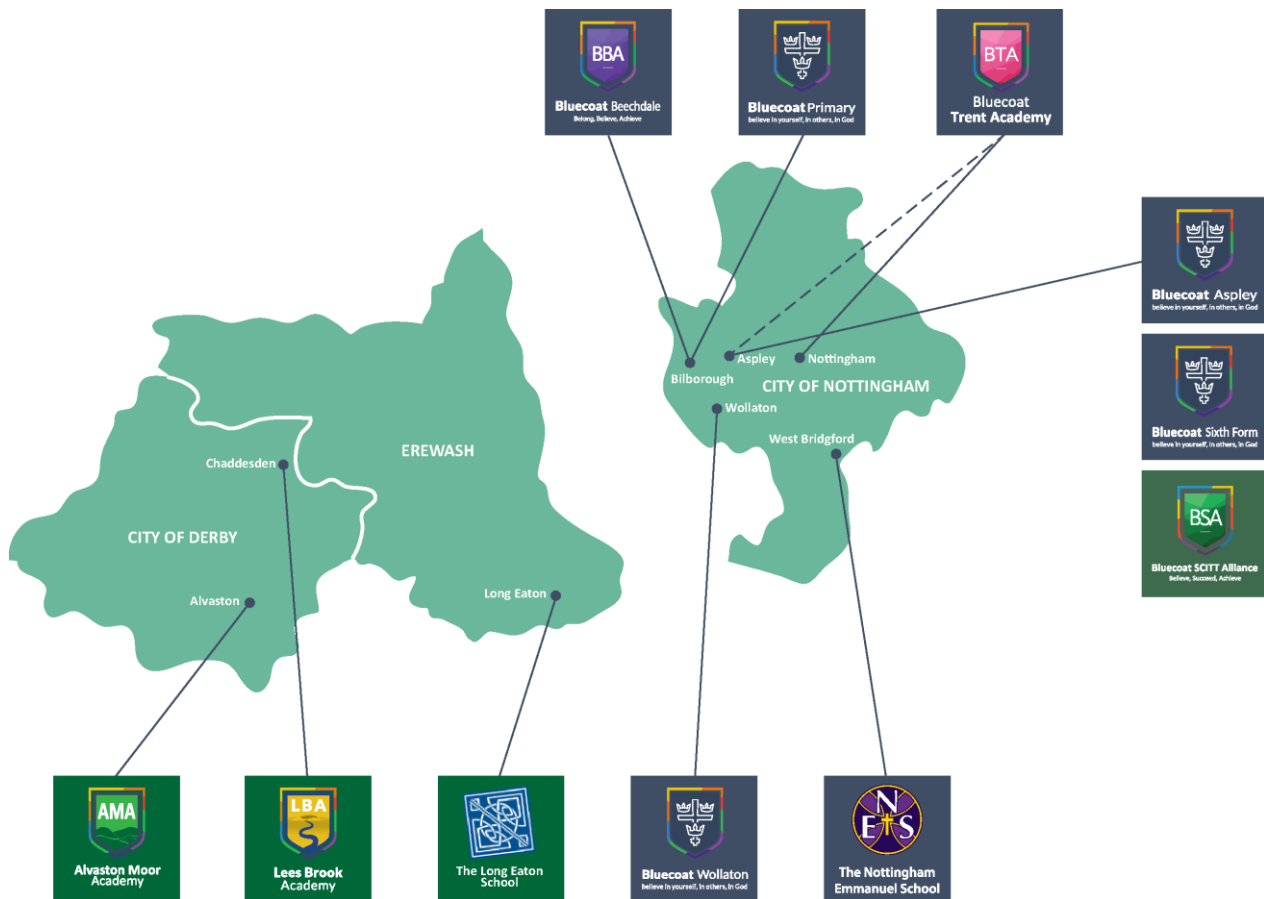 BBA
Bluecoat Beechdale
Belong, Believe, Achieve
Bluecoat Primary
believe in yourself, in others, in God
BTA
Bluecoat
Trent Academy
Bluecoat Aspley
believe in yourself, in others, in God
Bluecoat Sixth Form
believe in yourself, in others, in God
BSA
Bluecoat SCITT Alliance
Believe, Succeed, Achieve
Aspley
Nottingham
Bilborough
CITY OF NOTTINGHAM
Wollaton
West Bridgford
EREWASH
Chaddesden
CITY OF DERBY
Alvaston
Long Eaton
AMA
Alvaston Moor
Academy
LBA
Lees Brook
Academy
The Long Eaton
School
Bluecoat Wollaton
believe in yourself, in others, in God
N
E S
The Nottingham
Emmanuel School